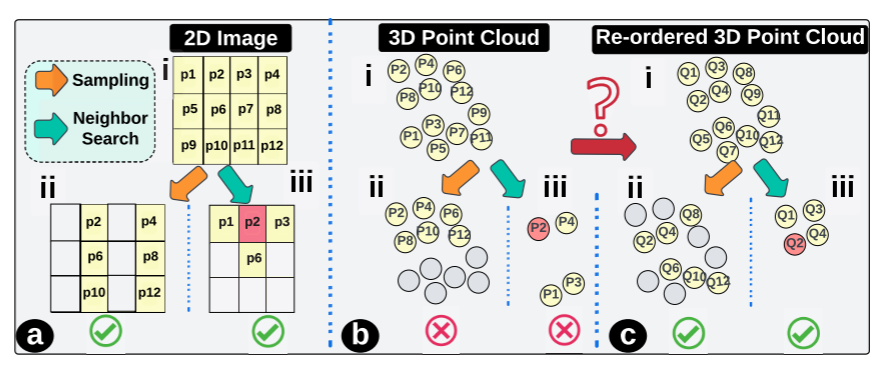 2D Image
3D Point Cloud
Re-ordered 3D Point Cloud
Sampling
Neighbor
Search
i
p1 p2 p3 p4
p5 p6 p7 p8
p9 p10 p11 p12
ii
p2 p4
p6 p8
p10 p12
iii
p1 p2 p3
p6
a
i
P2 P4 P6
P8 P10 P12
P9
P1 P3 P7 P11
P5
ii
P2 P4 P6
P8 P10 P12
iii
P2 P4
P1 P3
b
?
i
Q1 Q3 Q8
Q2 Q4 Q9
Q11
Q5 Q6 Q10 Q12
Q7
ii
Q8
Q2 Q4
Q6 Q10 Q12
iii
Q1 Q3
Q2 Q4
c